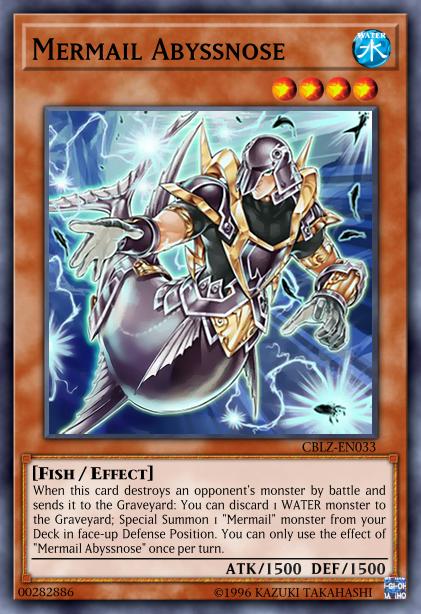 MERMAIL ABYSSNOSE
WATER
水
CBLZ-EN033
[FISH / EFFECT]
When this card destroys an opponent's monster by battle and
sends it to the Graveyard: You can discard 1 WATER monster to
the Graveyard; Special Summon 1 "Mermail" monster from your
Deck in face-up Defense Position. You can only use the effect of
"Mermail Abyssnose" once per turn.
ATK/1500 DEF/1500
00282886
©1996 KAZUKI TAKAHASHI